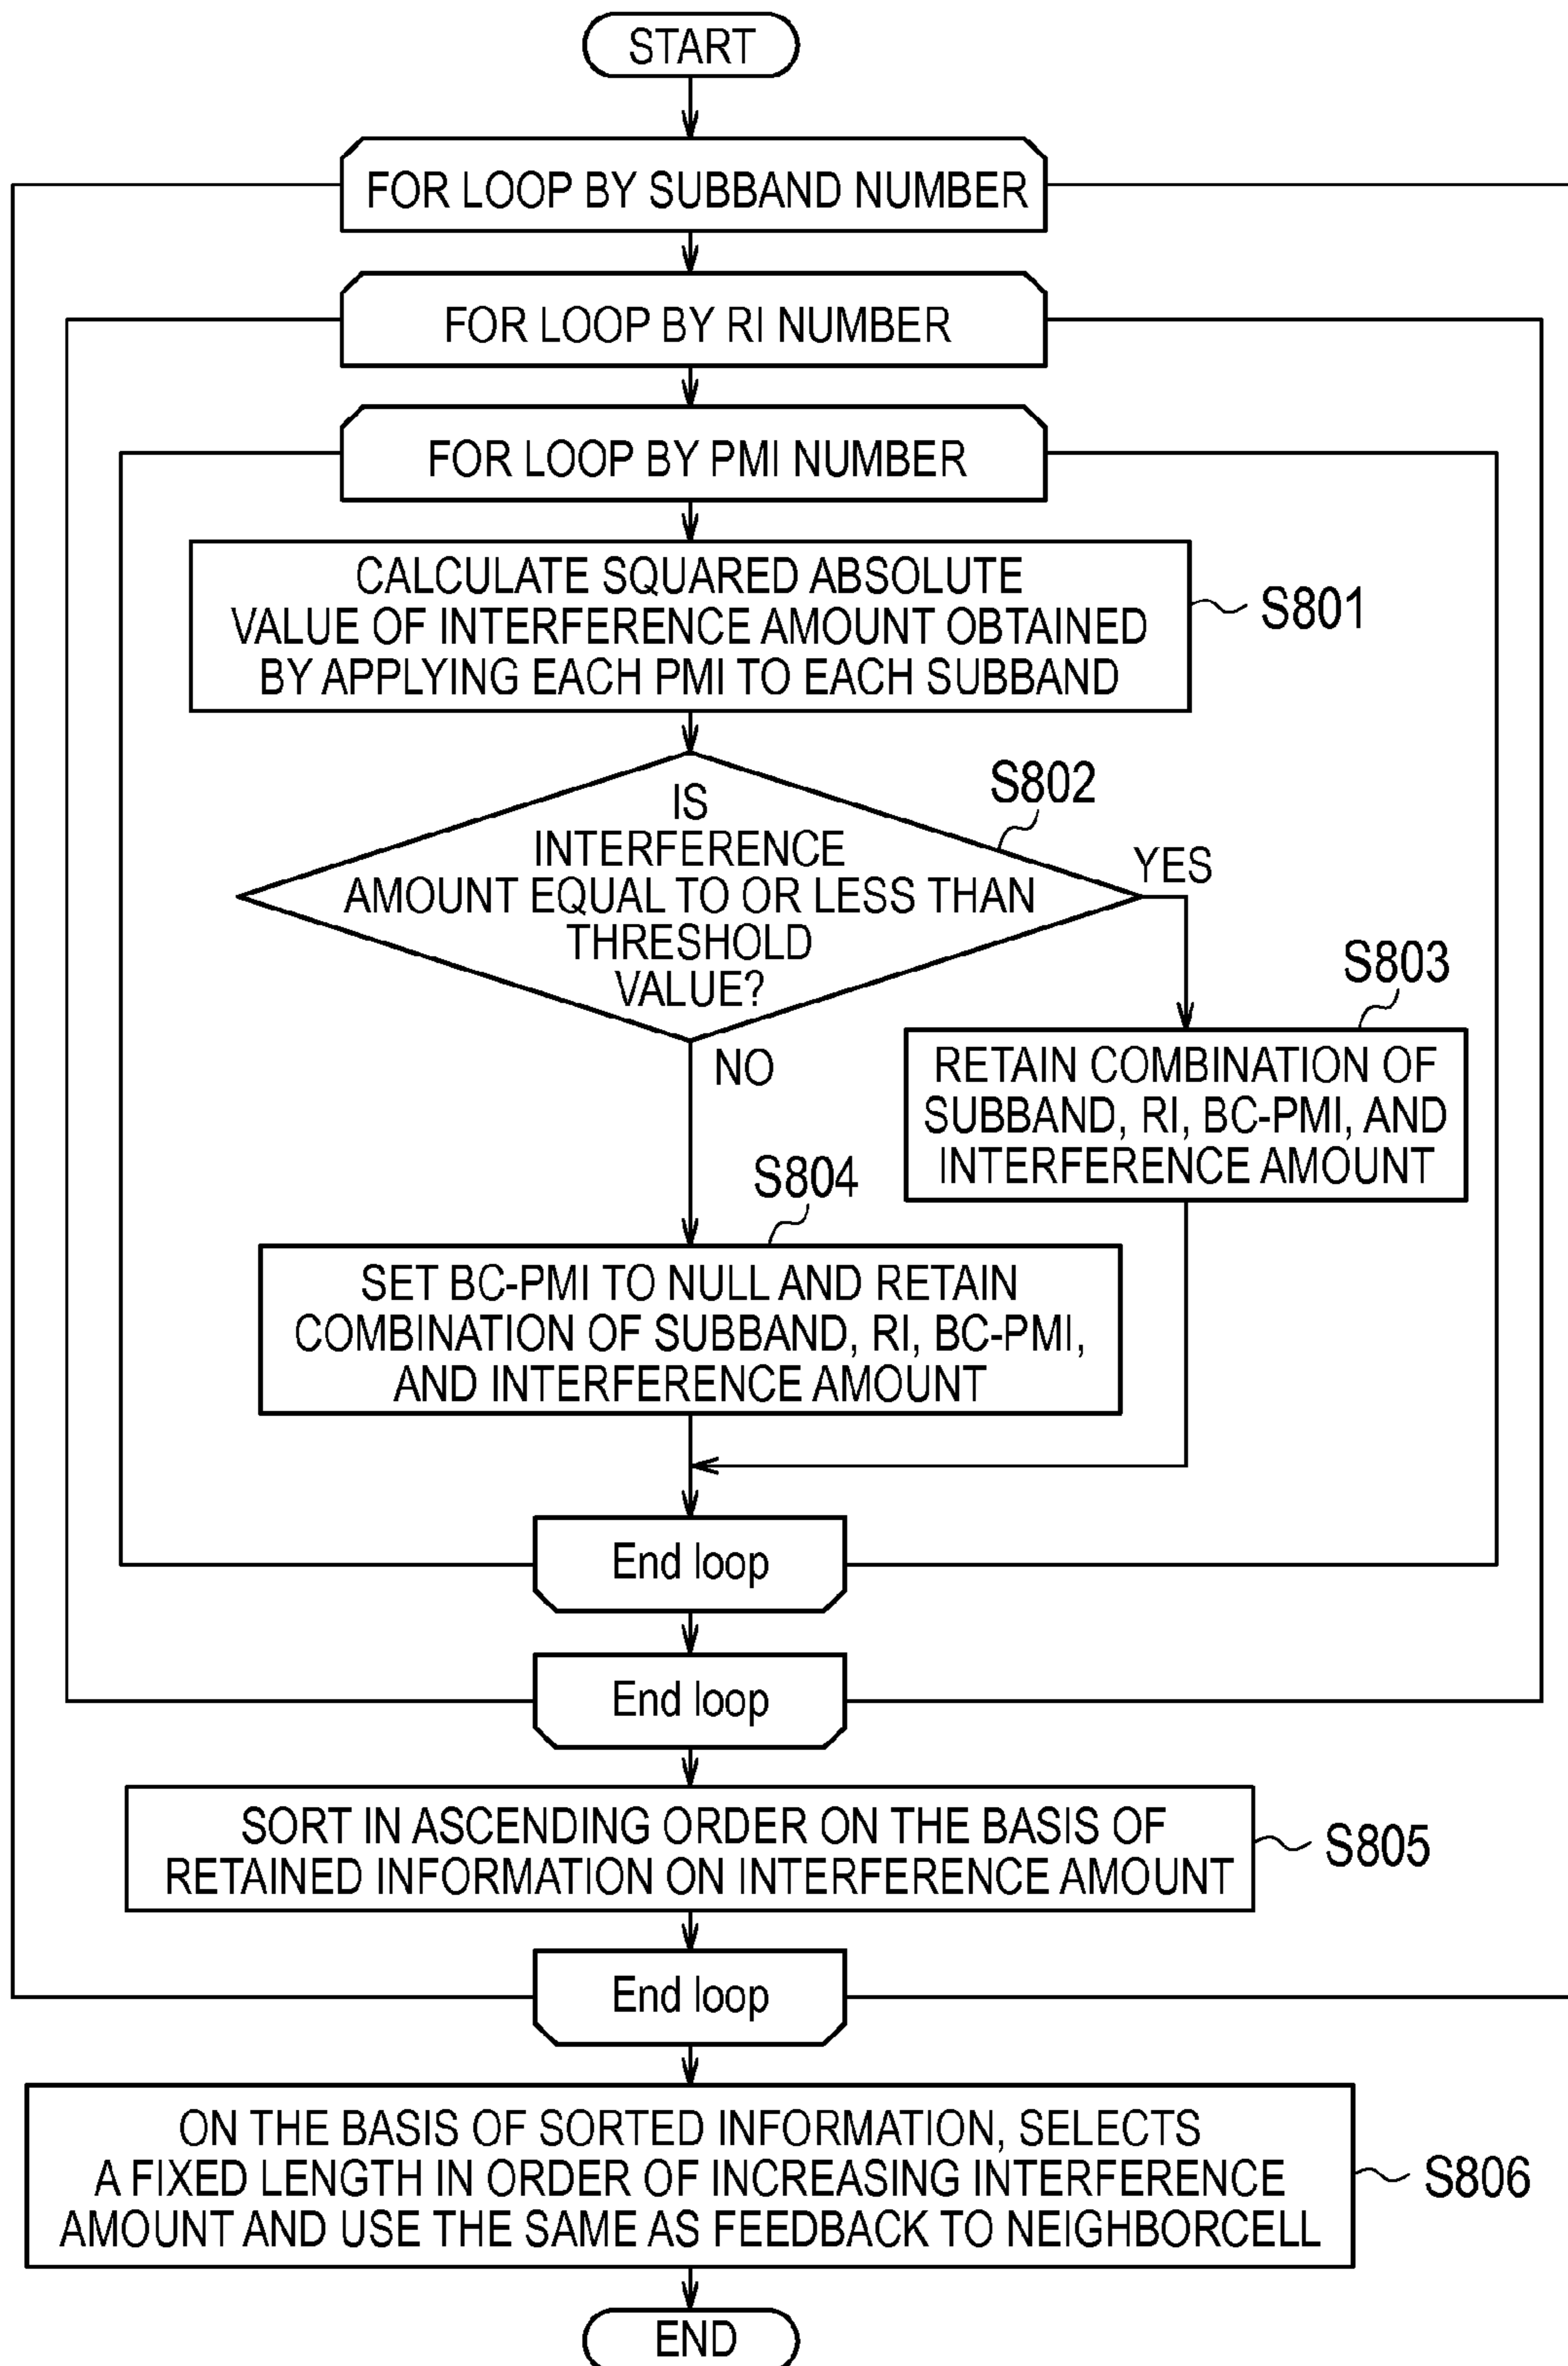 START
FOR LOOP BY SUBBAND NUMBER
FOR LOOP BY RI NUMBER
FOR LOOP BY PMI NUMBER
CALCULATE SQUARED ABSOLUTE
VALUE OF INTERFERENCE AMOUNT OBTAINED
BY APPLYING EACH PMI TO EACH SUBBAND
S801
IS
INTERFERENCE
AMOUNT EQUAL TO OR LESS THAN
THRESHOLD
VALUE?
S802
YES
NO
S803
RETAIN COMBINATION OF
SUBBAND, RI, BC-PMI, AND
INTERFERENCE AMOUNT
S804
SET BC-PMI TO NULL AND RETAIN
COMBINATION OF SUBBAND, RI, BC-PMI,
AND INTERFERENCE AMOUNT
End loop
End loop
SORT IN ASCENDING ORDER ON THE BASIS OF
RETAINED INFORMATION ON INTERFERENCE AMOUNT
S805
End loop
ON THE BASIS OF SORTED INFORMATION, SELECTS
A FIXED LENGTH IN ORDER OF INCREASING INTERFERENCE
AMOUNT AND USE THE SAME AS FEEDBACK TO NEIGHBORCELL
S806
END